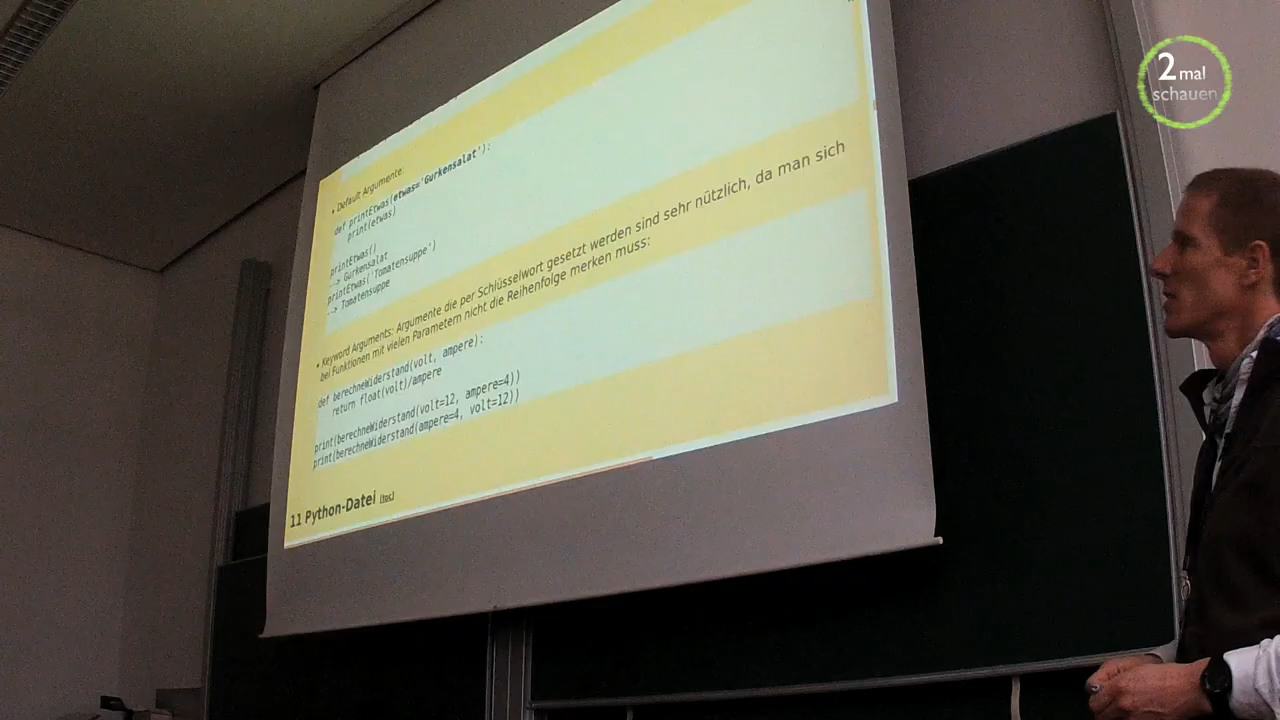 • Default Argumente:
def printEtwas(etwas='Gurkensalat'):
print(etwas)
printEtwas()
--> Gurkensalat
printEtwas('Tomatensuppe')
--> Tomatensuppe
• Keyword Arguments: Argumente die per Schlüsselwort gesetzt werden sind sehr nützlich, da man sich
bei Funktionen mit vielen Parametern nicht die Reihenfolge merken muss:
def berechneWiderstand(volt, ampere):
return float(volt)/ampere
print(berechneWiderstand(volt=12, ampere=4))
print(berechneWiderstand(ampere=4, volt=12))
11 Python-Datei [toc]
2 mal
schauen